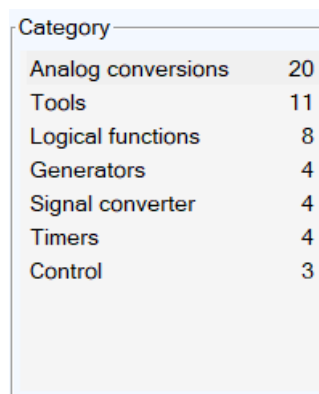 Category
Analog conversions 20
Tools 11
Logical functions 8
Generators 4
Signal converter 4
Timers 4
Control 3